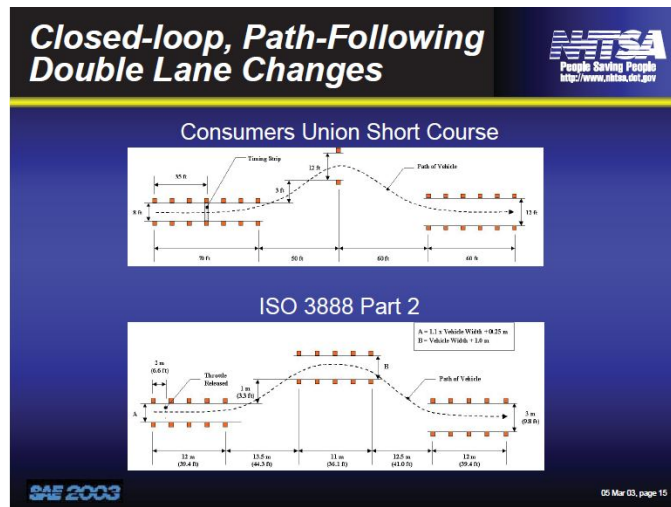 Closed-loop, Path-Following
Double Lane Changes
NHTSA
People Saving People
http://www.nhtsa.dot.gov
Consumers Union Short Course
Timing Strip
35 ft
12 ft
Path of Vehicle
3 ft
8 ft
12 ft
70 ft
50 ft
60 ft
60 ft
ISO 3888 Part 2
A = 1.1 x Vehicle Width + 0.25 m
B = Vehicle Width + 1.0 m
2 m
(6.6 ft)
Throttle
Released
1 m
(3.3 ft)
B
Path of Vehicle
A
3 m
(9.8 ft)
12 m
(39.4 ft)
13.5 m
(44.3 ft)
11 m
(36.1 ft)
12.5 m
(41.0 ft)
12 m
(39.4 ft)
SAE 2003
05 Mar 03, page 15